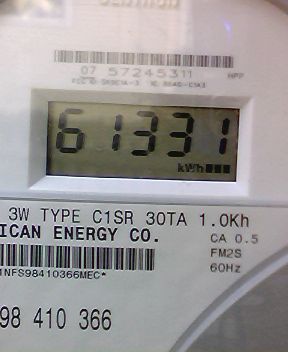 07 57245311
61331
kWh
3W TYPE C1SR 30TA 1.0Kh
ICAN ENERGY CO.
CA 0.5
FM2S
60Hz
1NFS98410366MEC*
98 410 366